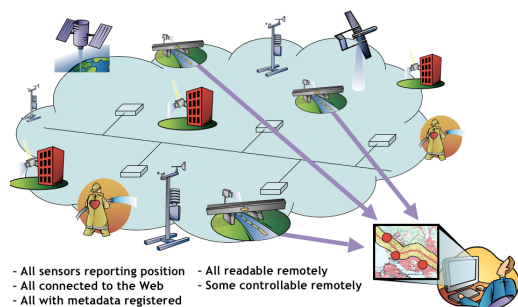 - All sensors reporting position
- All connected to the Web
- All with metadata registered
- All readable remotely
- Some controllable remotely